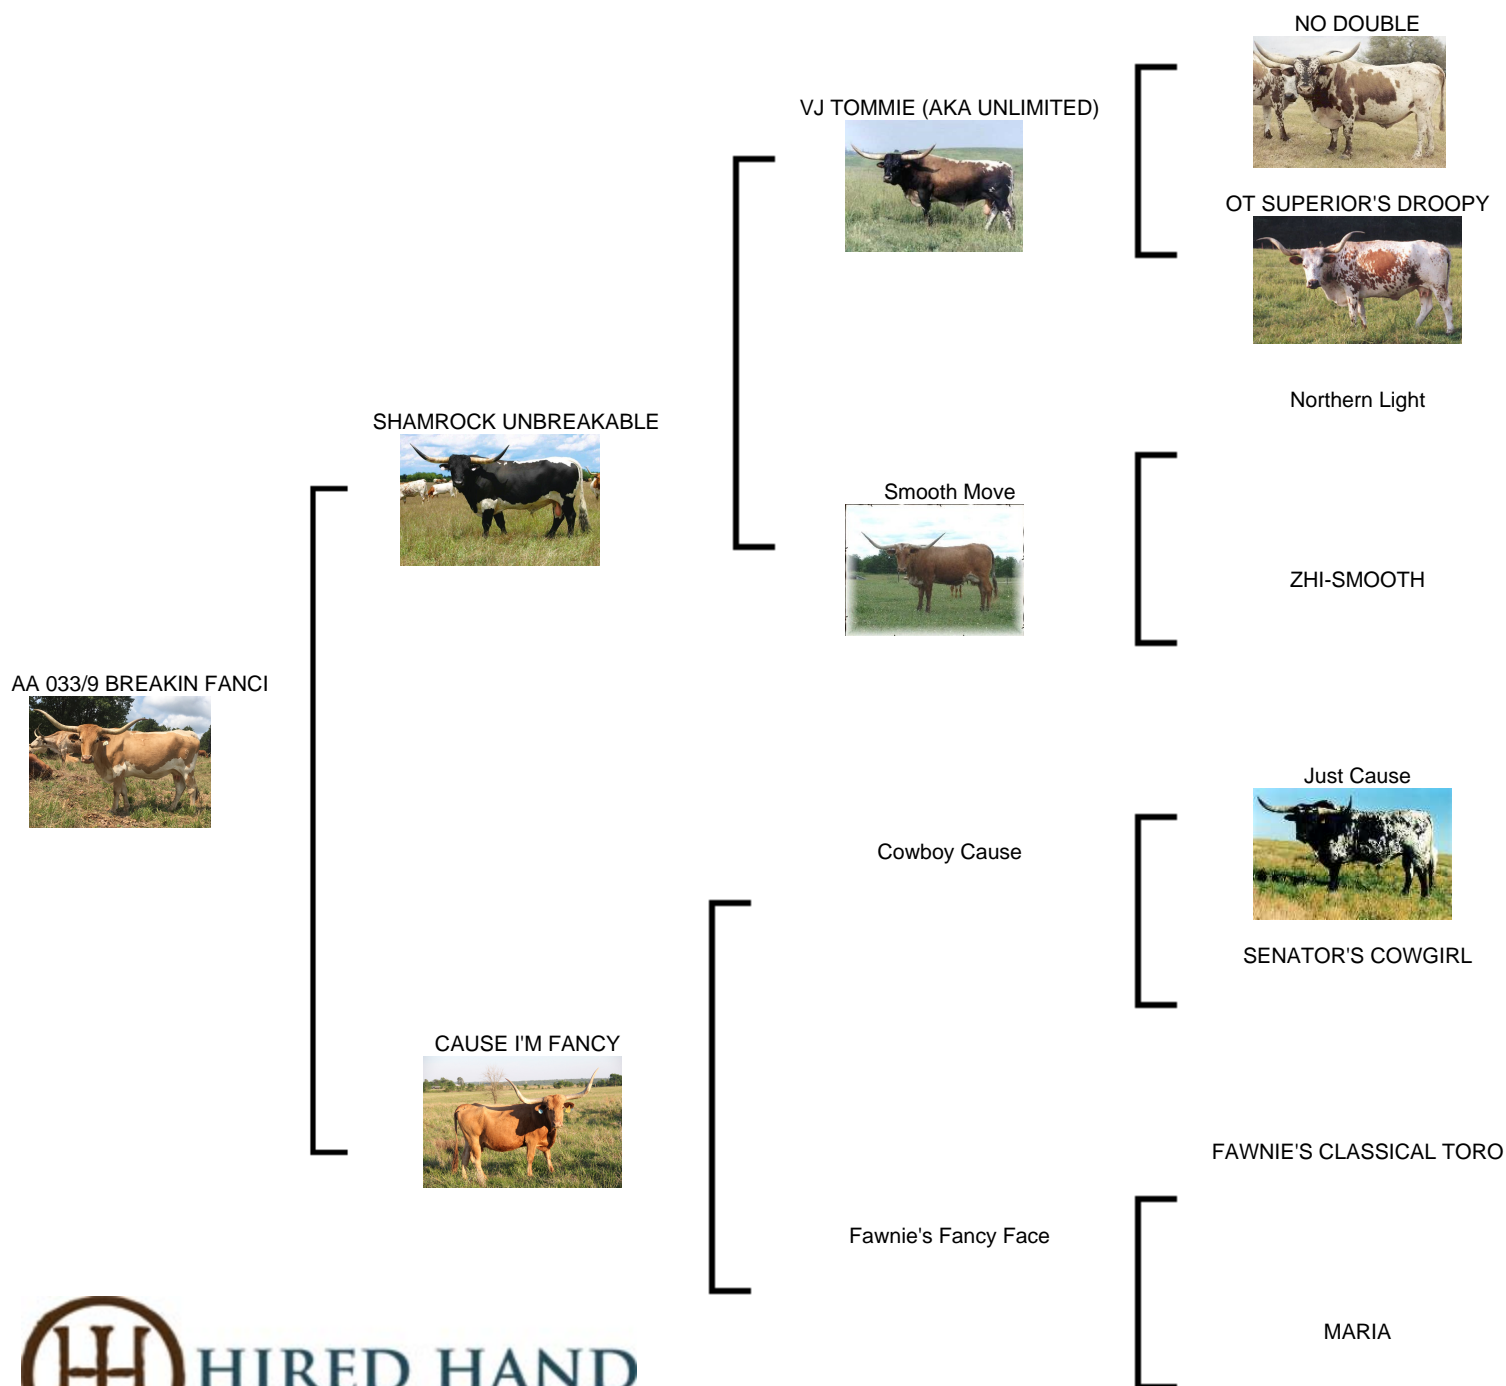 NO DOUBLE
VJ TOMMIE (AKA UNLIMITED)
OT SUPERIOR'S DROOPY
Northern Light
SHAMROCK UNBREAKABLE
Smooth Move
ZHI-SMOOTH
AA 033/9 BREAKIN FANCI
Just Cause
Cowboy Cause
SENATOR'S COWGIRL
CAUSE I'M FANCY
FAWNIE'S CLASSICAL TORO
Fawnie's Fancy Face
MARIA
HIRED HAND